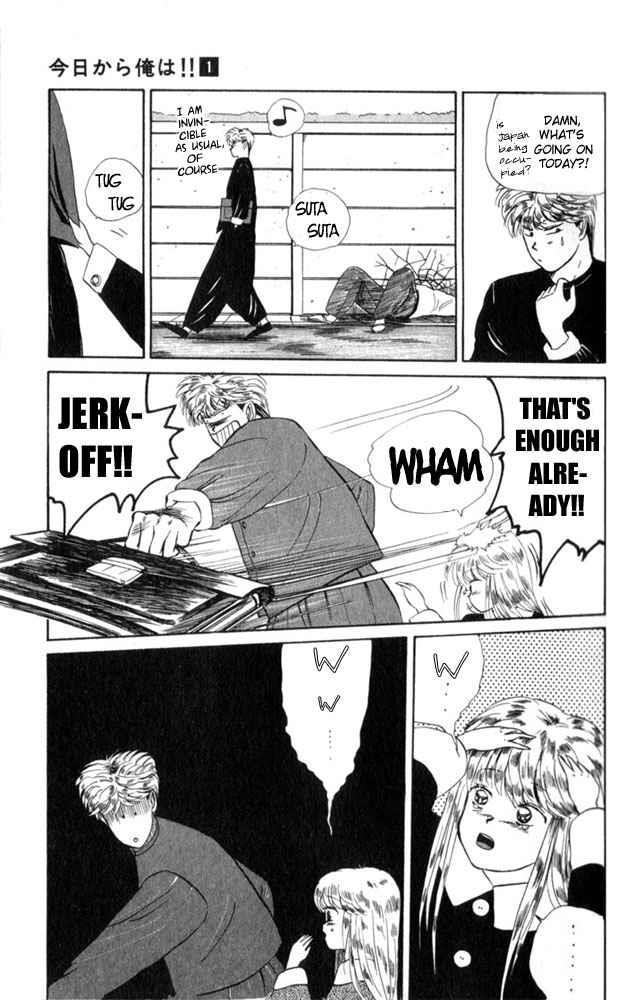 今日から俺は!! 1
DAMN,
WHAT'S
GOING ON
TODAY?!
is
Japan
being
occu-
pied?
I AM
INVIN-
CIBLE
AS USUAL,
OF
COURSE
SUTA
SUTA
TUG
TUG
THAT'S
ENOUGH
ALRE-
ADY!!
WHAM
JERK-
OFF!!
W
W
W